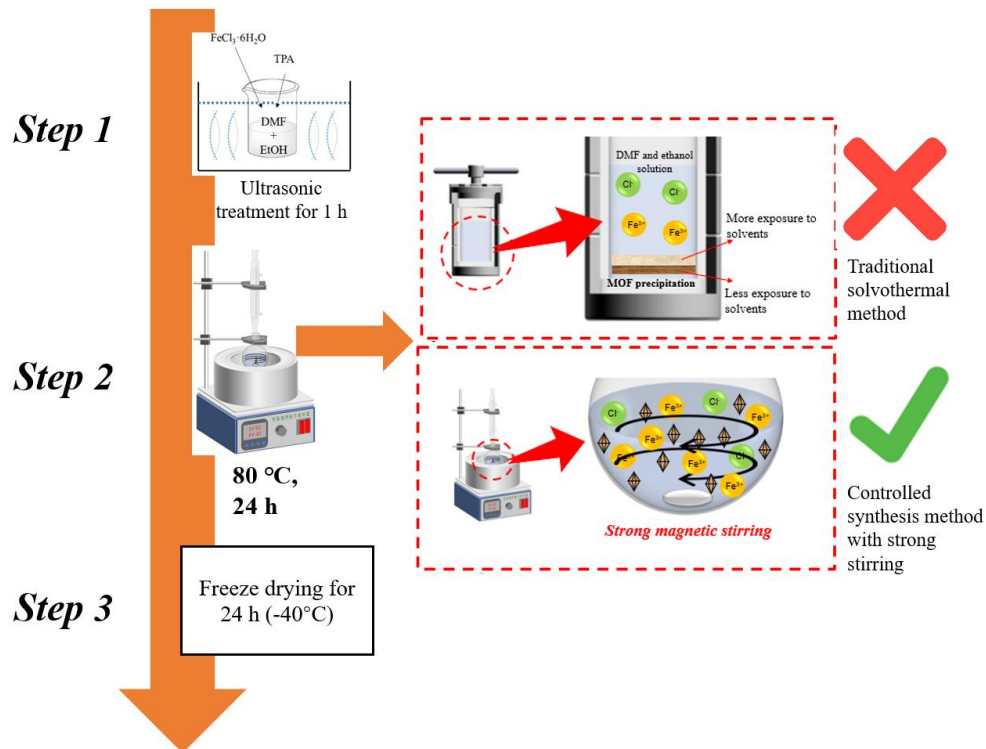 Step 1
FeCl₃·6H₂O
TPA
DMF
+
EtOH
Ultrasonic
treatment for 1 h
Step 2
80 °C,
24 h
Step 3
Freeze drying for
24 h (-40°C)
DMF and ethanol
solution
Cl⁻
Cl⁻
Fe³⁺
Fe³⁺
More exposure to
solvents
MOF precipitation
Less exposure to
solvents
Traditional
solvothermal
method
Cl⁻
Fe³⁺
Cl⁻
Fe³⁺
Fe³⁺
Cl⁻
Fe³⁺
Fe³⁺
Fe³⁺
Strong magnetic stirring
Controlled
synthesis method
with strong
stirring